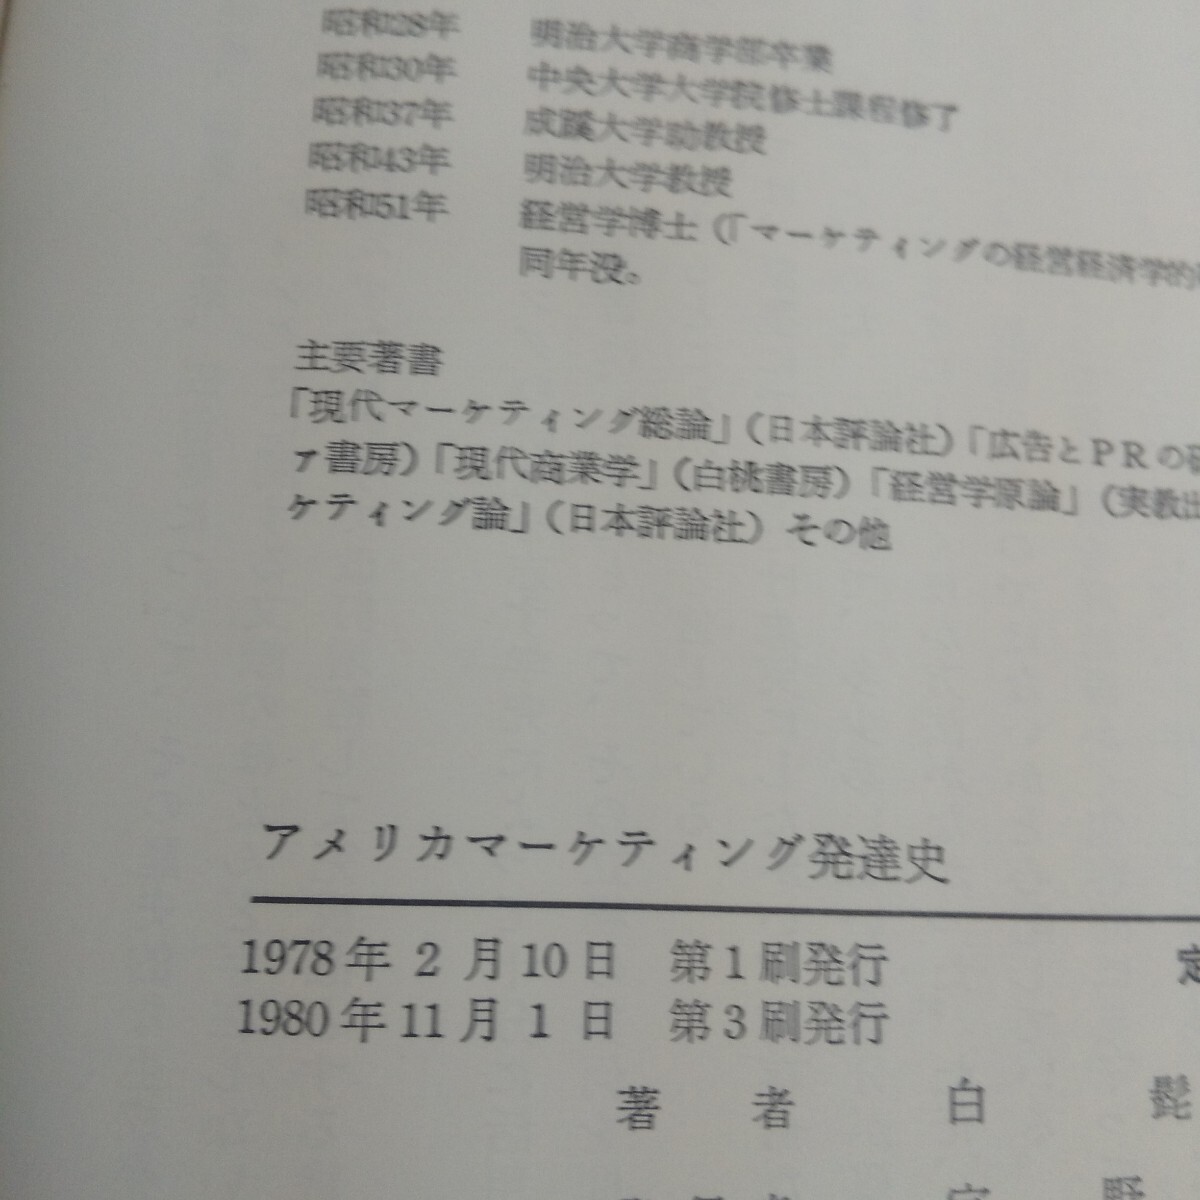 昭和28年 明治大学商学部卒業
昭和30年 中央大学大学院修士課程修了
昭和37年 成蹊大学助教授
昭和43年 明治大学教授
昭和51年 経営学博士(「マーケティングの経営経済学的
同年没。
主要著書
「現代マーケティング総論」(日本評論社)「広告とPRの
ァ書房)「現代商業学」(白桃書房)「経営学原論」(実教出
ケティング論」(日本評論社) その他
アメリカマーケティング発達史
1978年2月10日 第1刷発行 定
1980年11月1日 第3刷発行
著者 白髭